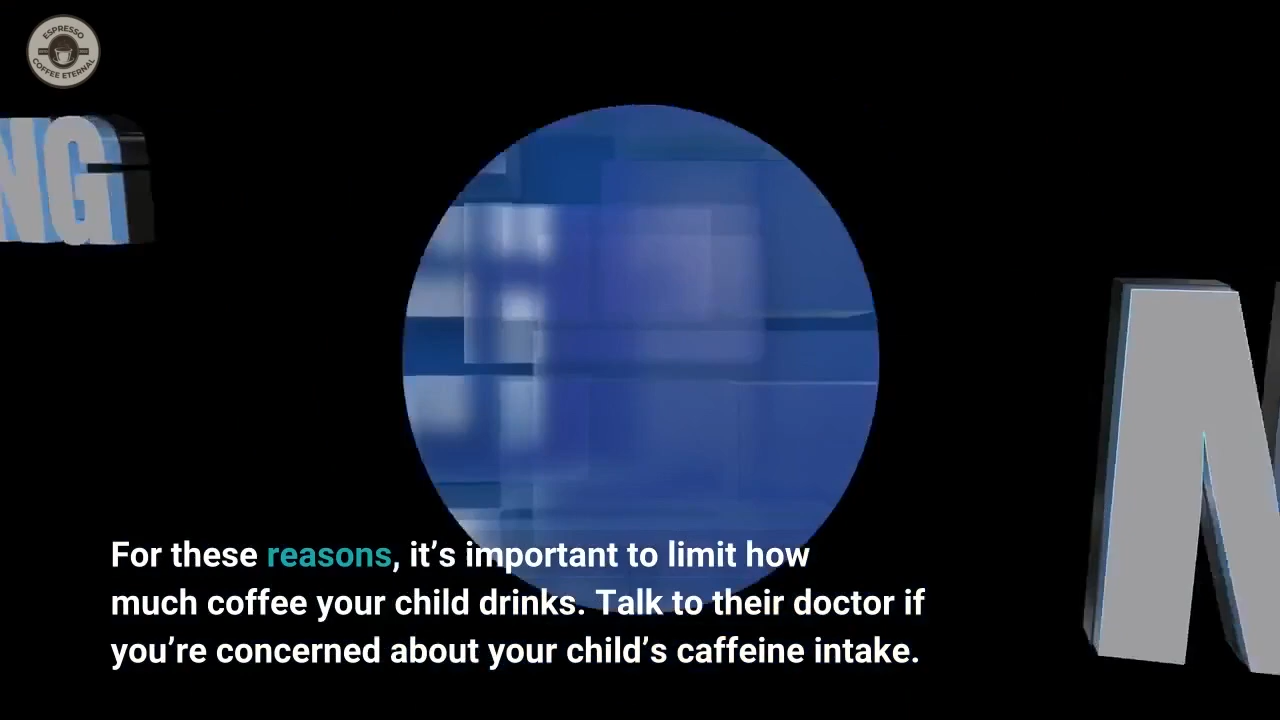 ESPRESSO
COFFEE ETERNAL
NG
N
For these reasons, it’s important to limit how
much coffee your child drinks. Talk to their doctor if
you’re concerned about your child’s caffeine intake.